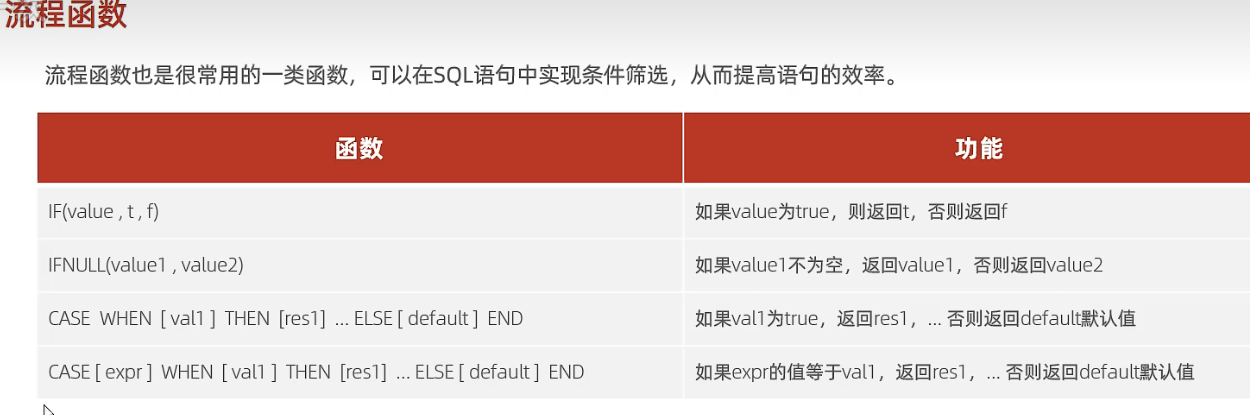 流程函数
流程函数也是很常用的一类函数，可以在SQL语句中实现条件筛选，从而提高语句的效率。
函数 功能
IF(value , t , f) 如果value为true，则返回t，否则返回f
IFNULL(value1 , value2) 如果value1不为空，返回value1，否则返回value2
CASE WHEN [ val1 ] THEN [res1] ... ELSE [ default ] END 如果val1为true，返回res1，... 否则返回default默认值
CASE [ expr ] WHEN [ val1 ] THEN [res1] ... ELSE [ default ] END 如果expr的值等于val1，返回res1，... 否则返回default默认值